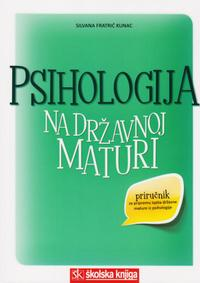 SILVANA FRATRIĆ KUNAC
PSIHOLOGIJA
NA DRŽAVNOJ
MATURI
priručnik
za pripremu ispita državne
mature iz psihologije
sk školska knjiga